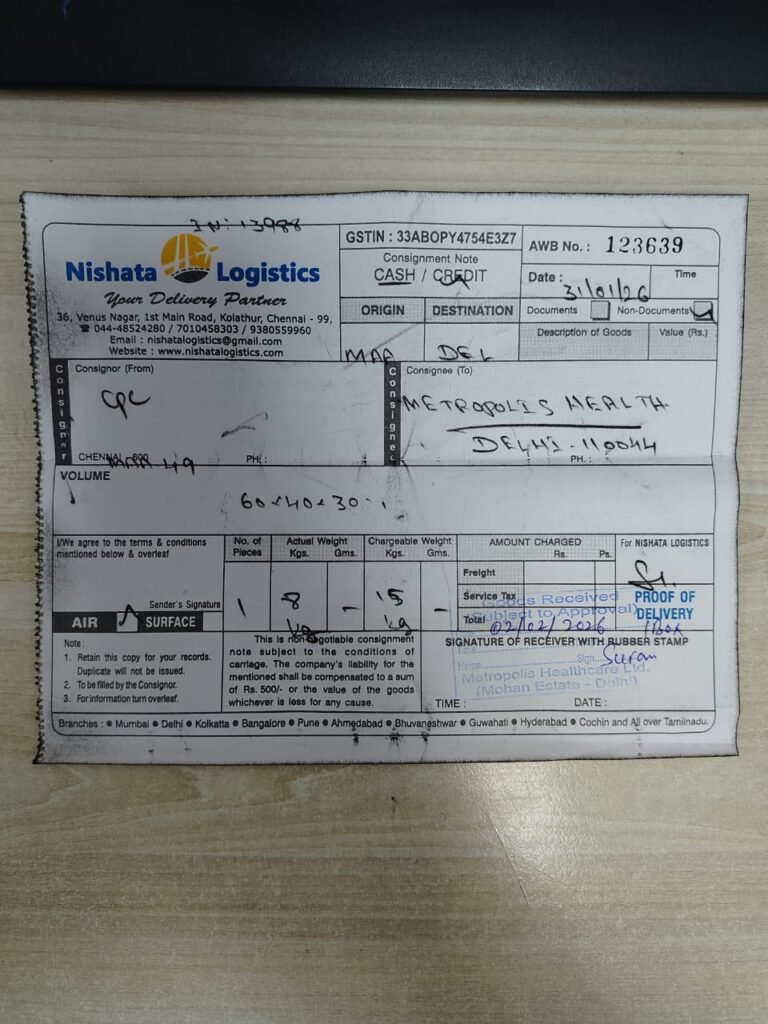 IN: 13988
Nishata Logistics
Your Delivery Partner
36, Venus Nagar, 1st Main Road, Kolathur, Chennai - 99.
☎ 044-48524280 / 7010458303 / 9380559960
Email : nishatalogistics@gmail.com
Website : www.nishatalogistics.com
GSTIN : 33ABOPY4754E3Z7
Consignment Note
CASH / CREDIT
ORIGIN DESTINATION
MAA DEL
AWB No. : 123639
Date : 31/01/26 Time
Documents Non-Documents
Description of Goods Value (Rs.)
Consignor
Consignor (From)
CPC
CHENNAI - 600 49
PH. :
Consignee
Consignee (To)
METROPOLIS HEALTH
DELHI - 110044
PH. :
VOLUME
60 x 40 x 30
I/We agree to the terms & conditions
mentioned below & overleaf
Sender's Signature
AIR SURFACE
No. of Pieces
1
Actual Weight
Kgs. Gms.
8 kg -
Chargeable Weight
Kgs. Gms.
15 kg -
AMOUNT CHARGED
Rs. Ps.
Freight
Service Tax
Total
For NISHATA LOGISTICS
PROOF OF
DELIVERY
Goods Received
(Subject to Approval)
02/02/2026 1 Box
SIGNATURE OF RECEIVER WITH RUBBER STAMP
Time
Name Sign
Metropolis Healthcare Ltd.
(Mohan Estate - Delhi)
TIME : DATE :
Note :
1. Retain this copy for your records.
Duplicate will not be issued.
2. To be filled by the Consignor.
3. For information turn overleaf.
This is non-negotiable consignment
note subject to the conditions of
carriage. The company's liability for
the mentioned shall be compensated to a sum
of Rs. 500/- or the value of the goods
whichever is less for any cause.
Branches : ● Mumbai ● Delhi ● Kolkatta ● Bangalore ● Pune ● Ahmedabad ● Bhuvaneshwar ● Guwahati ● Hyderabad ● Cochin and All over Tamilnadu.